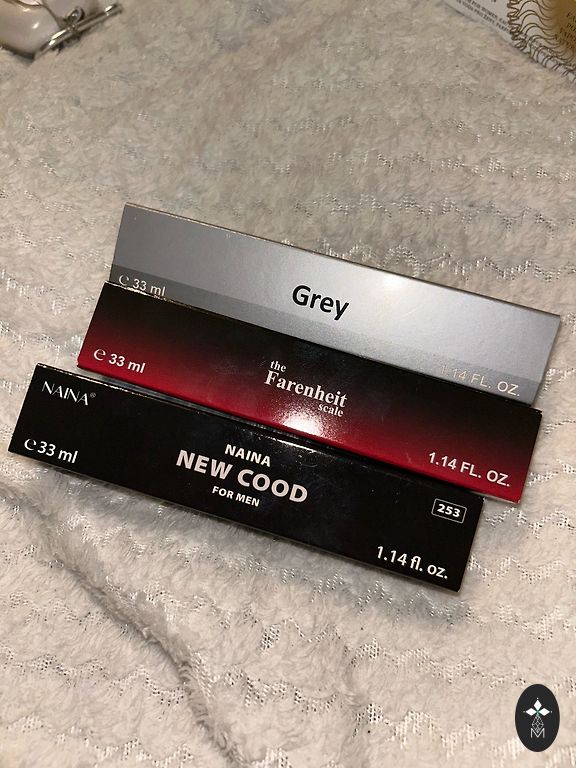 Grey
℮ 33 ml
1.14 FL. OZ.
the
Farenheit
scale
℮ 33 ml
1.14 FL. OZ.
NAINA®
NAINA
NEW COOD
FOR MEN
℮ 33 ml
253
1.14 fl. oz.
M